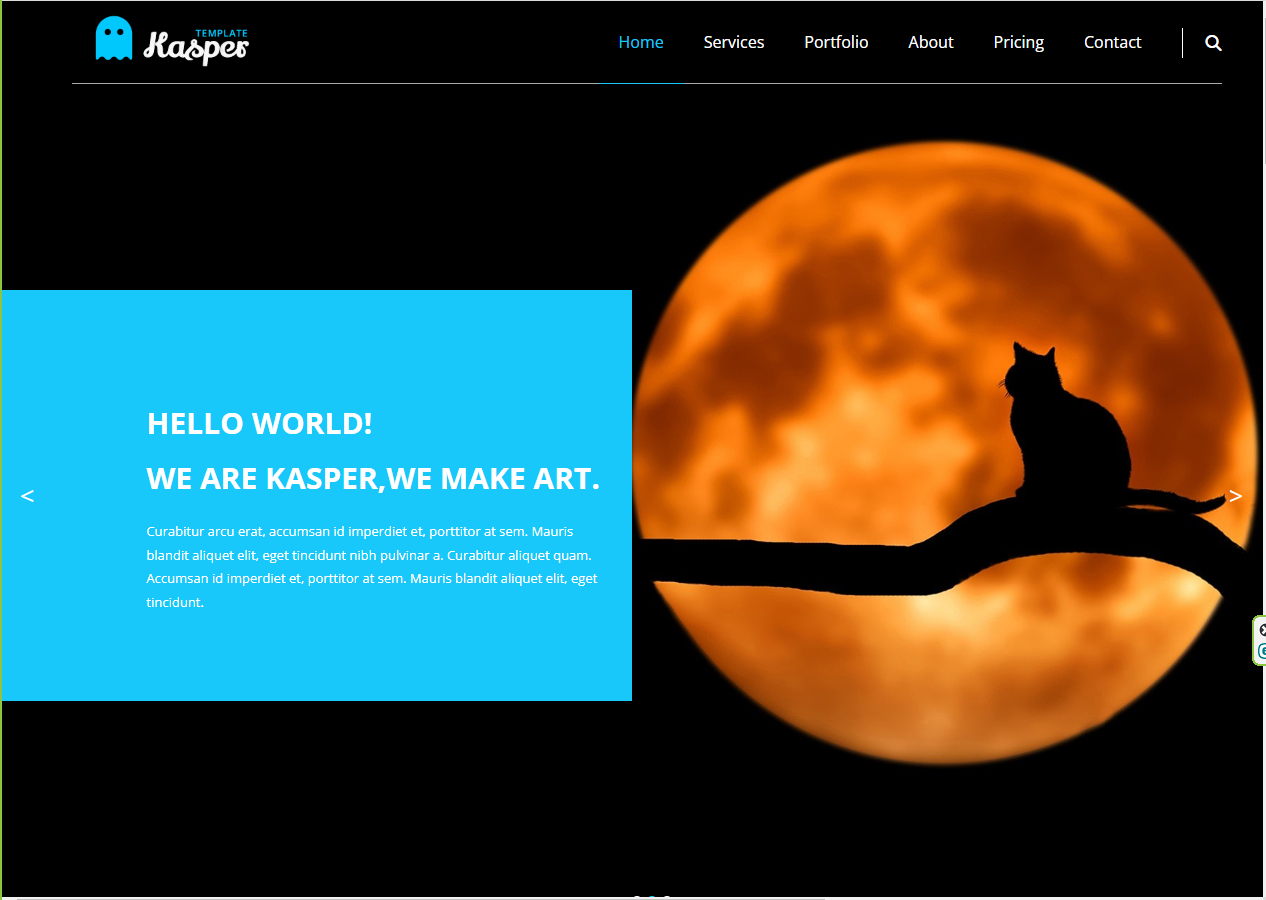 TEMPLATE
Kasper
Home Services Portfolio About Pricing Contact
HELLO WORLD!
WE ARE KASPER,WE MAKE ART.
Curabitur arcu erat, accumsan id imperdiet et, porttitor at sem. Mauris
blandit aliquet elit, eget tincidunt nibh pulvinar a. Curabitur aliquet quam.
Accumsan id imperdiet et, porttitor at sem. Mauris blandit aliquet elit, eget
tincidunt.
< >